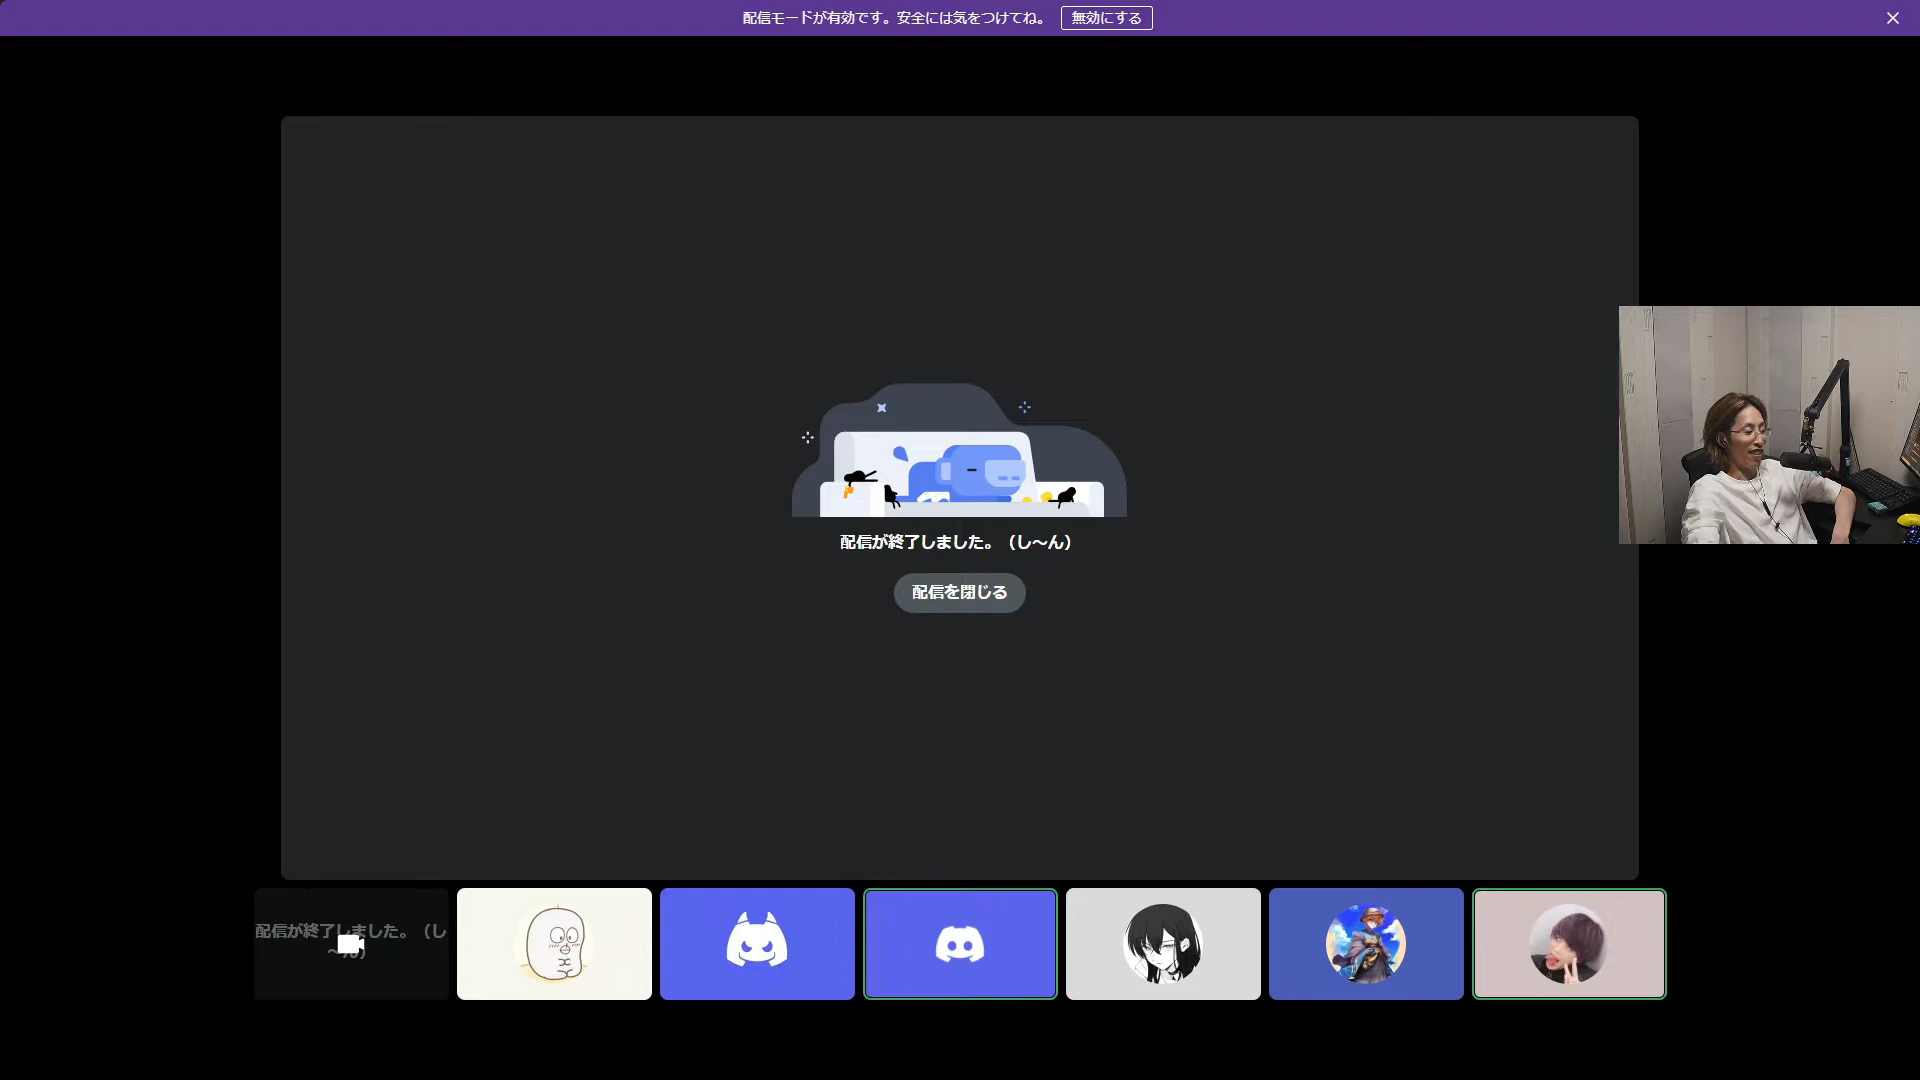 配信モードが有効です。安全には気をつけてね。 無効にする
配信が終了しました。（し～ん）
配信を閉じる
配信が終了しました。（し
～ん）